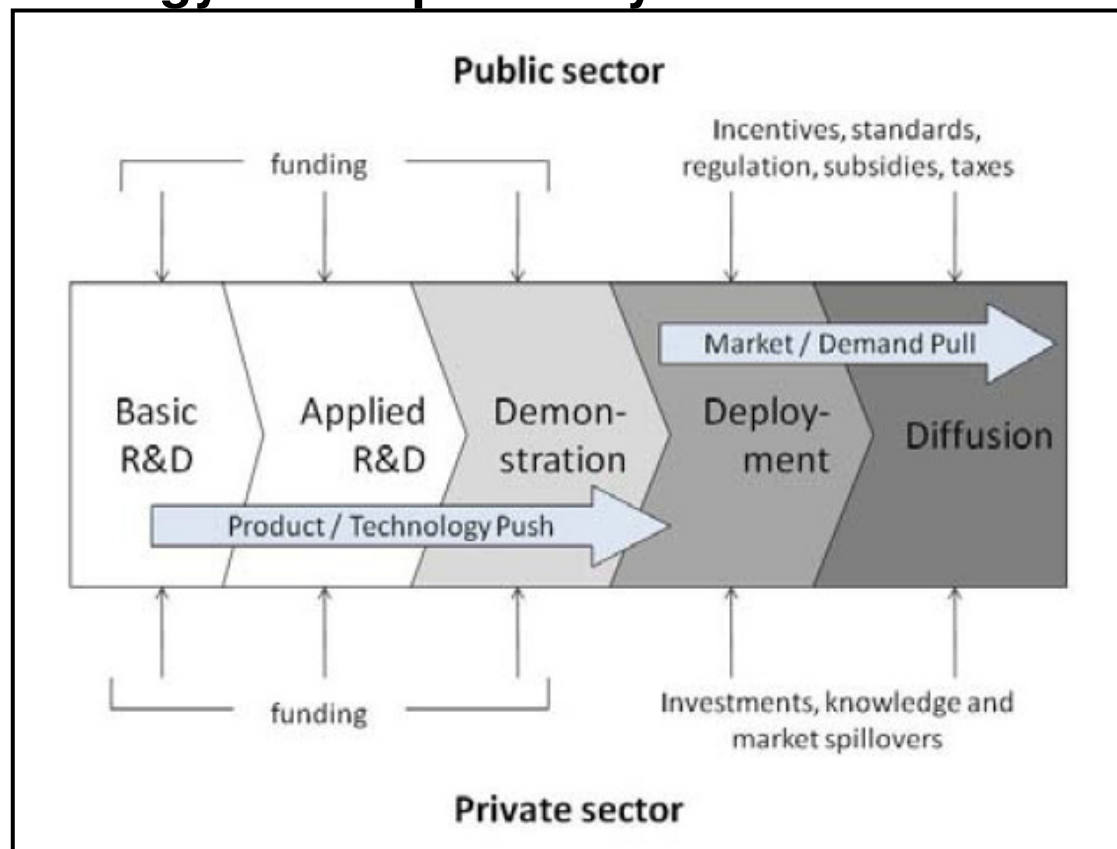 Public sector
funding
Incentives, standards,
regulation, subsidies, taxes
Market / Demand Pull
Basic
R&D
Applied
R&D
Demon-
stration
Deploy-
ment
Diffusion
Product / Technology Push
funding
Investments, knowledge and
market spillovers
Private sector